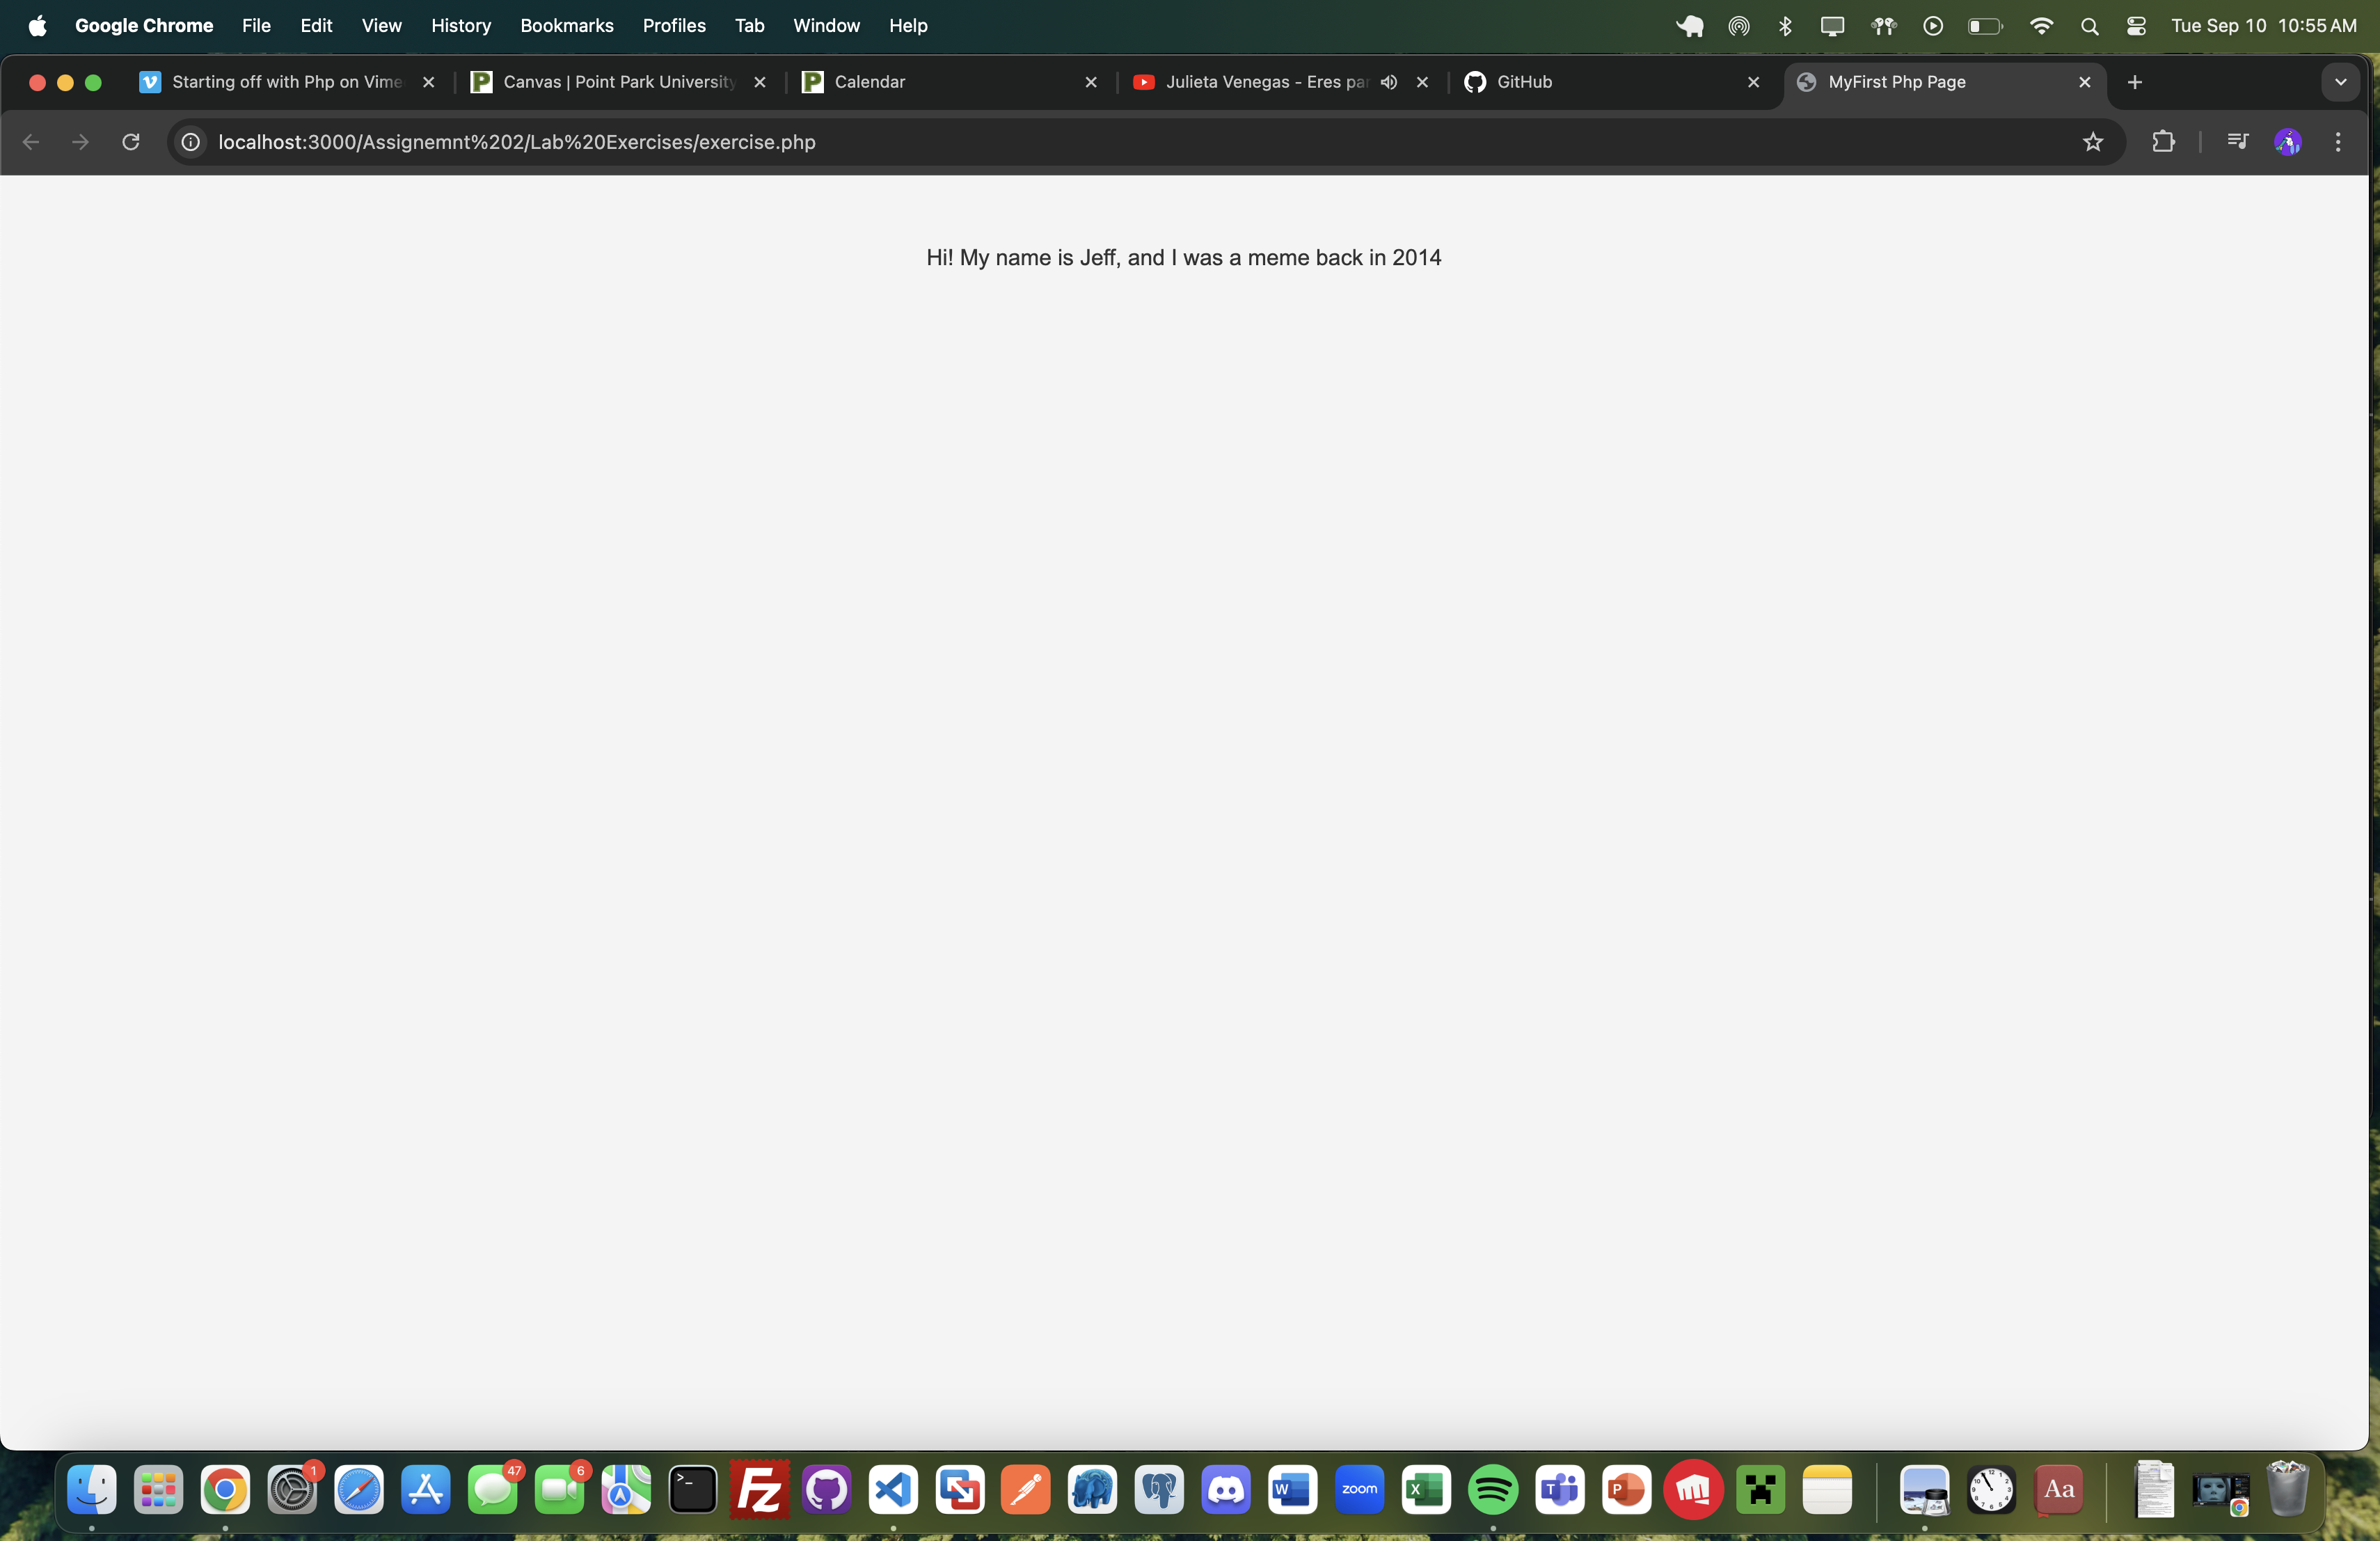 Google Chrome File Edit View History Bookmarks Profiles Tab Window Help Tue Sep 10 10:55 AM
Starting off with Php on Vime Canvas | Point Park University Calendar Julieta Venegas - Eres par GitHub MyFirst Php Page
localhost:3000/Assignemnt%202/Lab%20Exercises/exercise.php
Hi! My name is Jeff, and I was a meme back in 2014
1 47 6
>_ Fz W zoom X T P Aa